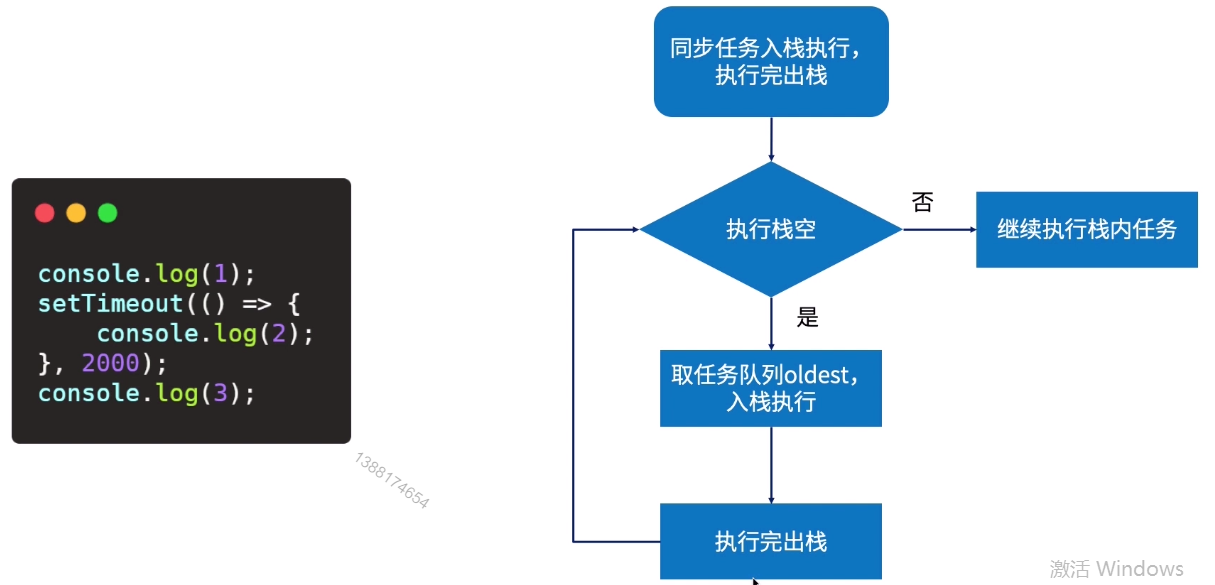 console.log(1);
setTimeout(() => {
    console.log(2);
}, 2000);
console.log(3);
1388174654
同步任务入栈执行，
执行完出栈
执行栈空
否
继续执行栈内任务
是
取任务队列oldest，
入栈执行
执行完出栈
激活 Windows